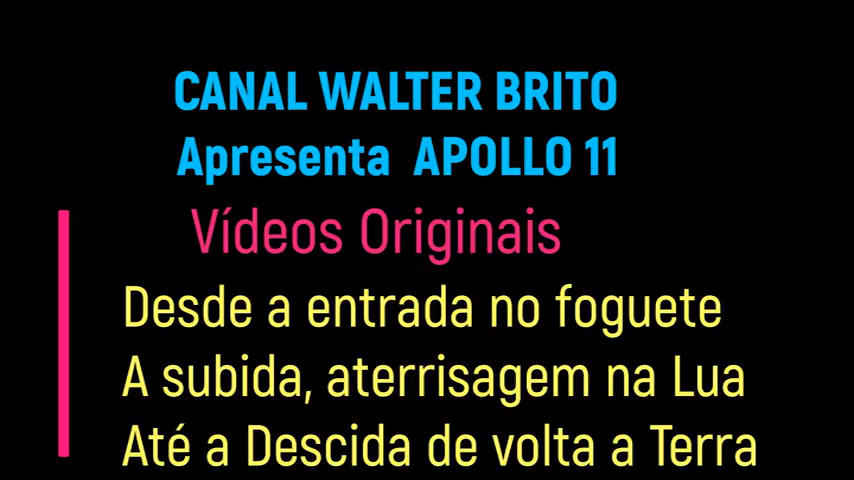 CANAL WALTER BRITO
Apresenta APOLLO 11
Vídeos Originais
Desde a entrada no foguete
A subida, aterrisagem na Lua
Até a Descida de volta a Terra